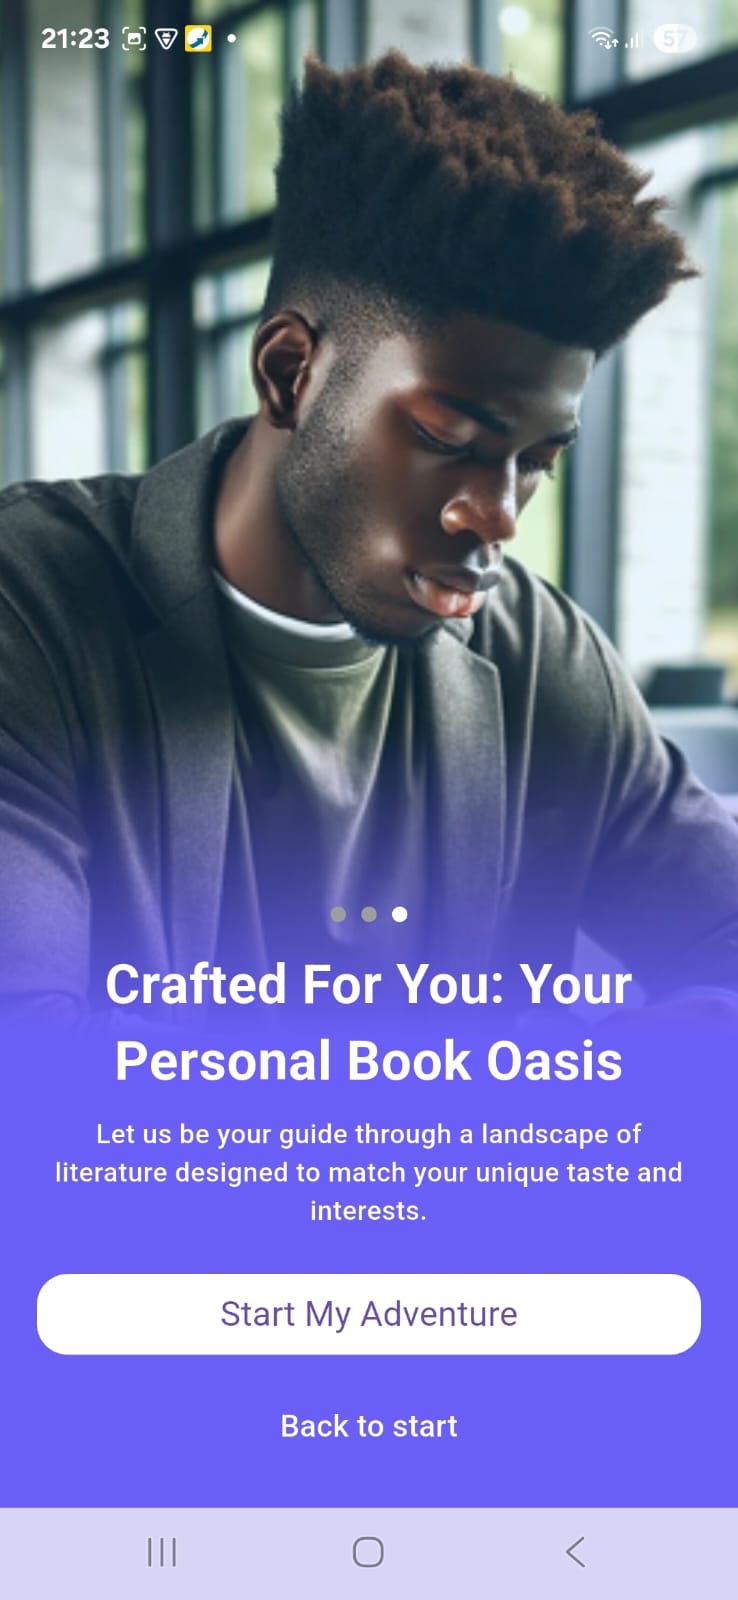 21:23
57
Crafted For You: Your
Personal Book Oasis
Let us be your guide through a landscape of
literature designed to match your unique taste and
interests.
Start My Adventure
Back to start